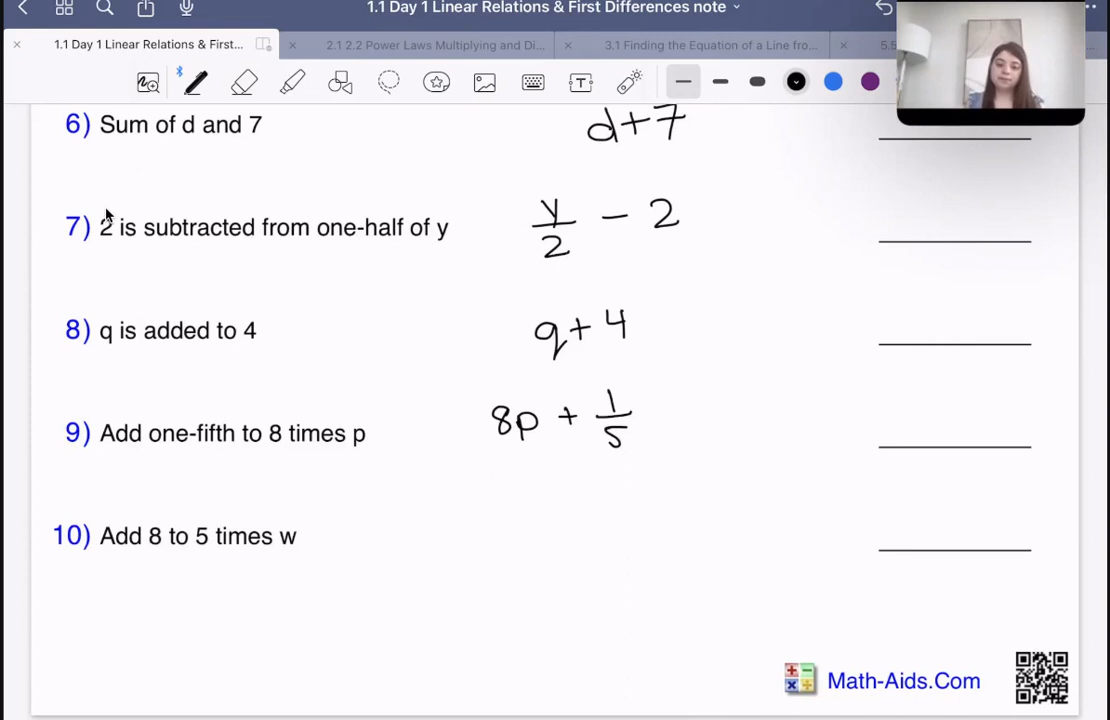 1.1 Day 1 Linear Relations & First Differences note
1.1 Day 1 Linear Relations & First...
2.1 2.2 Power Laws Multiplying and Di...
3.1 Finding the Equation of a Line fro...
T
6) Sum of d and 7
d+7
7) 2 is subtracted from one-half of y
y/2 - 2
8) q is added to 4
q+4
9) Add one-fifth to 8 times p
8p + 1/5
10) Add 8 to 5 times w
Math-Aids.Com